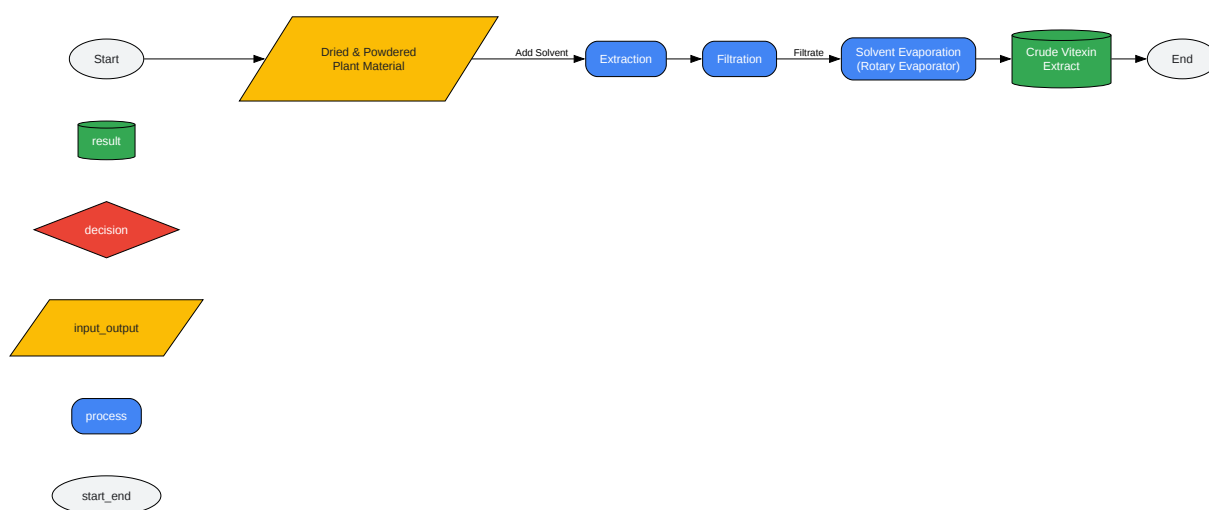 Start
Dried & Powdered
Plant Material
Add Solvent
Extraction
Filtration
Filtrate
Solvent Evaporation
(Rotary Evaporator)
Crude Vitexin
Extract
End
result
decision
input_output
process
start_end